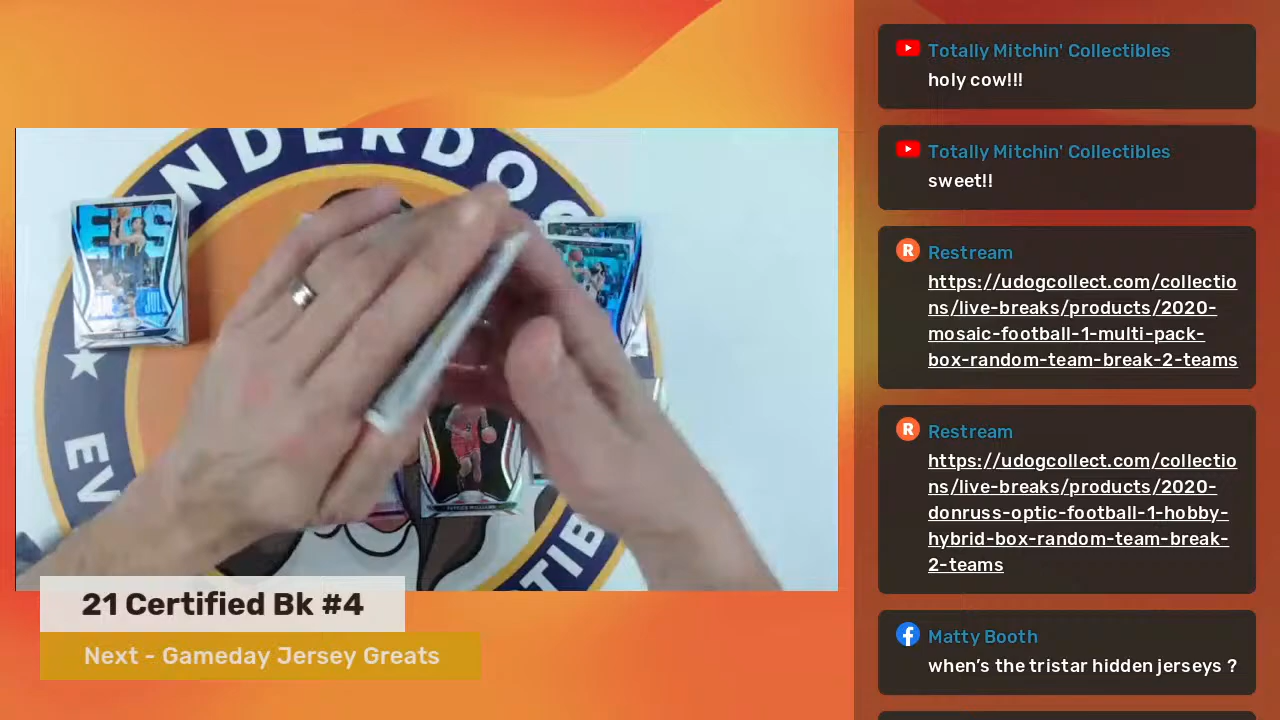 Totally Mitchin' Collectibles
holy cow!!!
Totally Mitchin' Collectibles
sweet!!
Restream
https://udogcollect.com/collectio
ns/live-breaks/products/2020-
mosaic-football-1-multi-pack-
box-random-team-break-2-teams
Restream
https://udogcollect.com/collectio
ns/live-breaks/products/2020-
donruss-optic-football-1-hobby-
hybrid-box-random-team-break-
2-teams
Matty Booth
when's the tristar hidden jerseys ?
NDERDO
EV
TIB
21 Certified Bk #4
Next - Gameday Jersey Greats